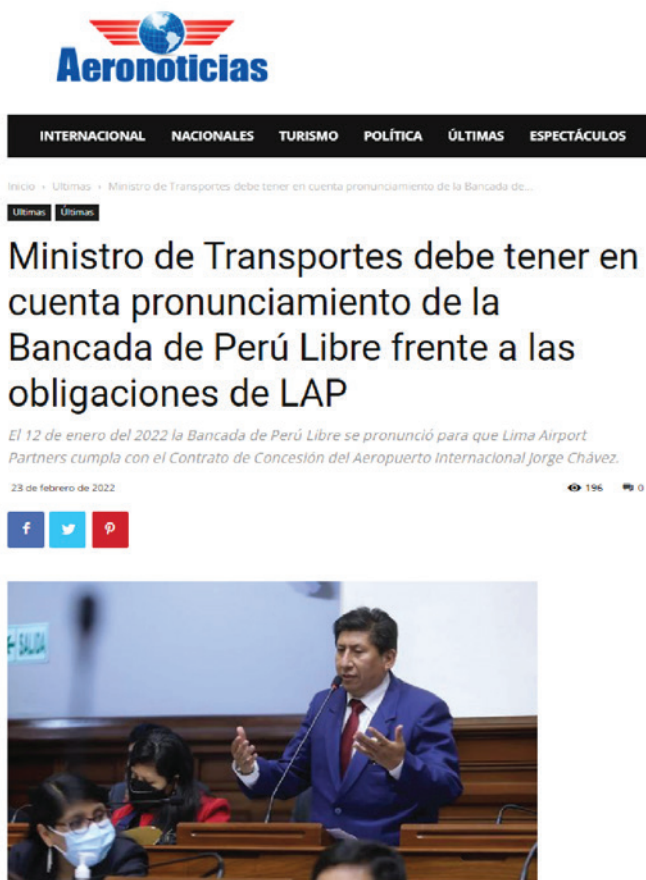 Aeronoticias
INTERNACIONAL NACIONALES TURISMO POLÍTICA ÚLTIMAS ESPECTÁCULOS
Inicio › Ultimas › Ministro de Transportes debe tener en cuenta pronunciamiento de la Bancada de...
Ultimas Últimas
Ministro de Transportes debe tener en
cuenta pronunciamiento de la
Bancada de Perú Libre frente a las
obligaciones de LAP
El 12 de enero del 2022 la Bancada de Perú Libre se pronunció para que Lima Airport
Partners cumpla con el Contrato de Concesión del Aeropuerto Internacional Jorge Chávez.
23 de febrero de 2022 196 0
SALIDA